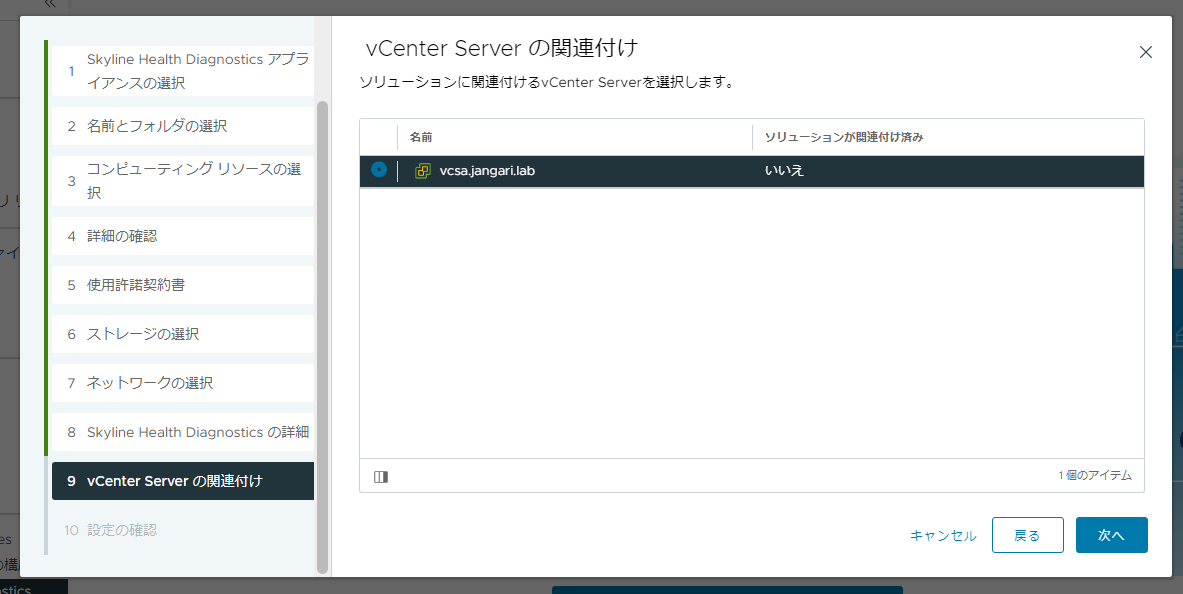 «
1 Skyline Health Diagnostics アプラ
イアンスの選択
2 名前とフォルダの選択
3 コンピューティング リソースの選
択
4 詳細の確認
5 使用許諾契約書
6 ストレージの選択
7 ネットワークの選択
8 Skyline Health Diagnostics の詳細
9 vCenter Server の関連付け
10 設定の確認
vCenter Server の関連付け
ソリューションに関連付けるvCenter Serverを選択します。
名前 ソリューションが関連付け済み
vcsa.jangari.lab いいえ
1 個のアイテム
キャンセル 戻る 次へ